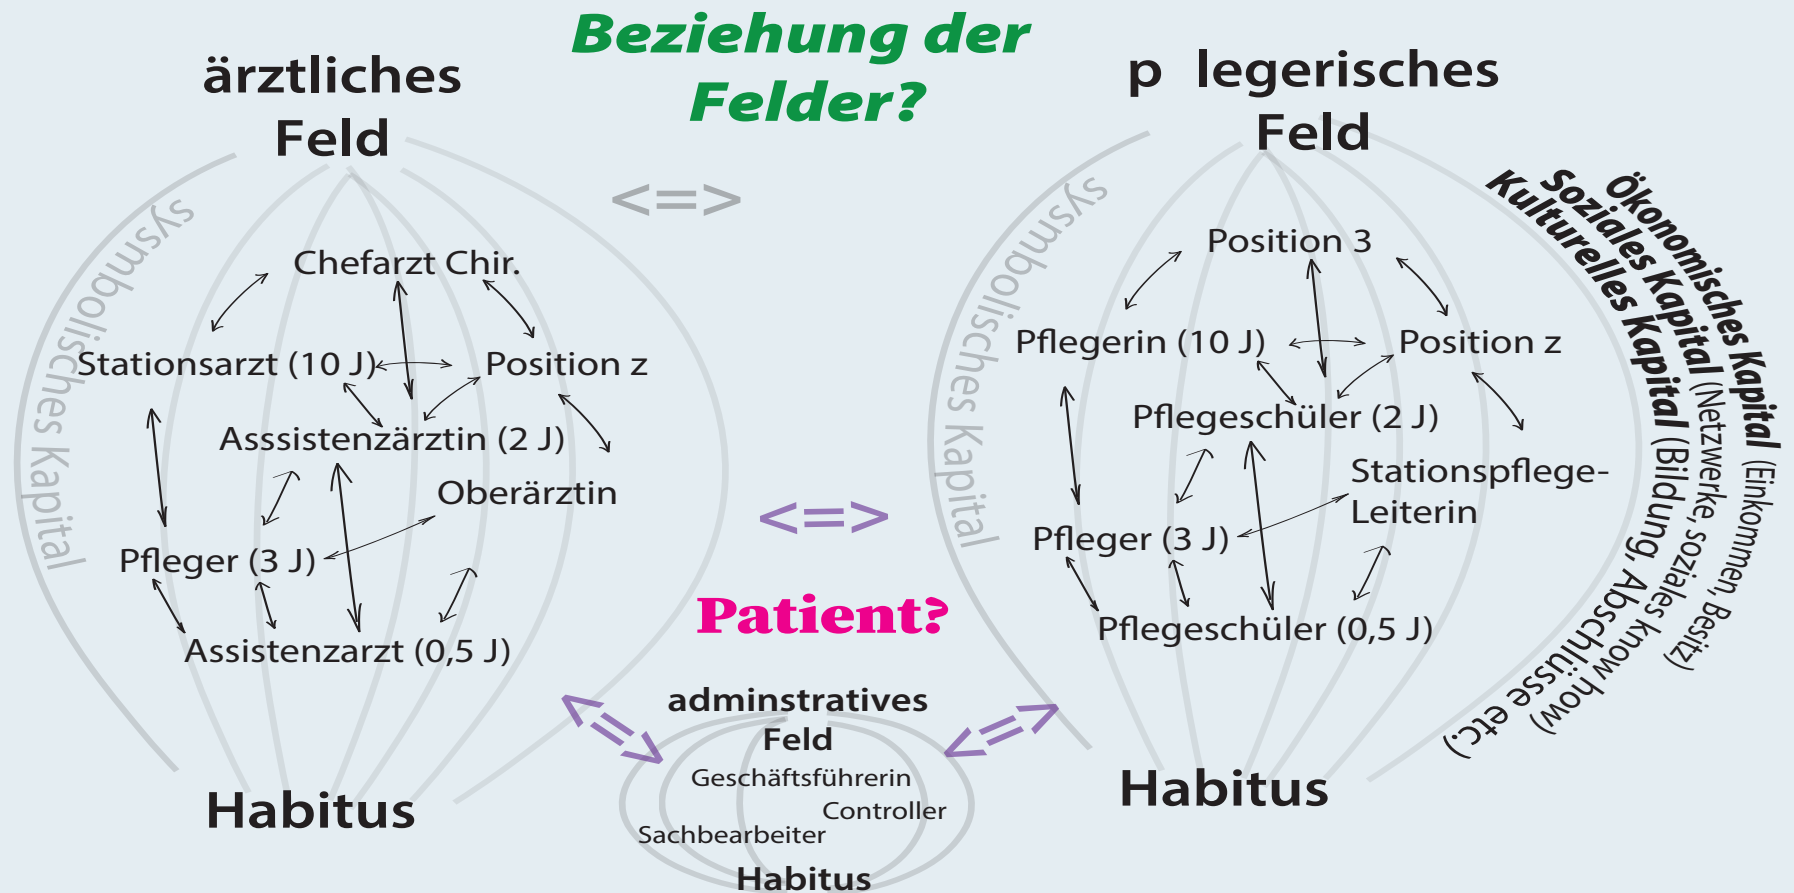 Beziehung der
Felder?
ärztliches
Feld
<=>
sysmbolisches Kapital
Chefarzt Chir.
Stationsarzt (10 J)
Position z
Asssistenzärztin (2 J)
Oberärztin
Pfleger (3 J)
Assistenzarzt (0,5 J)
Habitus
p legerisches
Feld
sysmbolisches Kapital
Position 3
Pflegerin (10 J)
Position z
Pflegeschüler (2 J)
Stationspflege-
Leiterin
Pfleger (3 J)
Pflegeschüler (0,5 J)
Habitus
Ökonomisches Kapital (Einkommen, Besitz)
Soziales Kapital (Netzwerke, soziales know how)
Kulturelles Kapital (Bildung, Abschlüsse etc.)
<=>
Patient?
<=>
<=>
adminstratives
Feld
Geschäftsführerin
Controller
Sachbearbeiter
Habitus